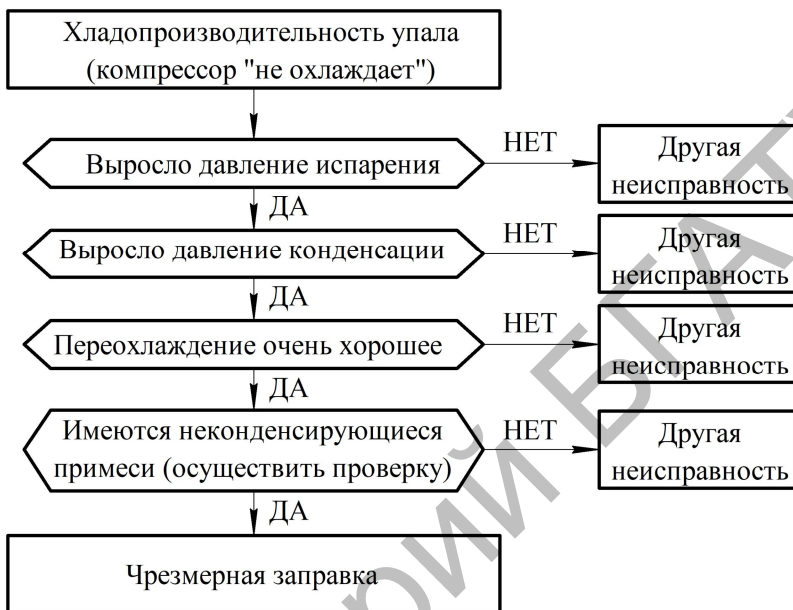 Хладопроизводительность упала
(компрессор "не охлаждает")
Выросло давление испарения
НЕТ
Другая
неисправность
ДА
Выросло давление конденсации
НЕТ
Другая
неисправность
ДА
Переохлаждение очень хорошее
НЕТ
Другая
неисправность
ДА
Имеются неконденсирующиеся
примеси (осуществить проверку)
НЕТ
Другая
неисправность
ДА
Чрезмерная заправка